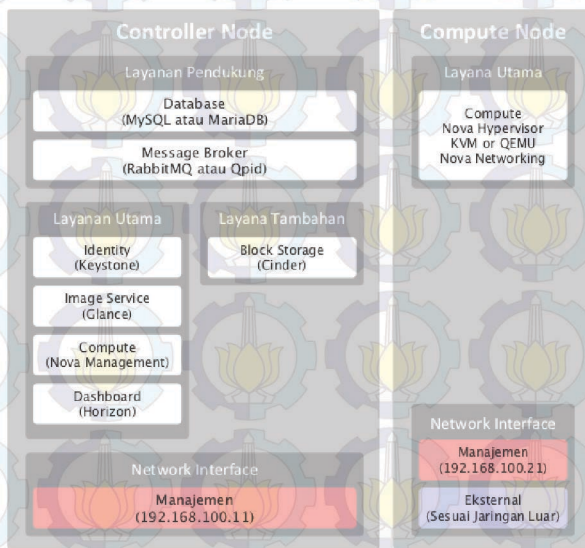 Controller Node
Layanan Pendukung
Database
(MySQL atau MariaDB)
Message Broker
(RabbitMQ atau Qpid)
Layanan Utama
Identity
(Keystone)
Image Service
(Glance)
Compute
(Nova Management)
Dashboard
(Horizon)
Layana Tambahan
Block Storage
(Cinder)
Network Interface
Manajemen
(192.168.100.11)
Compute Node
Layana Utama
Compute
Nova Hypervisor
KVM or QEMU
Nova Networking
Network Interface
Manajemen
(192.168.100.21)
Eksternal
(Sesuai Jaringan Luar)